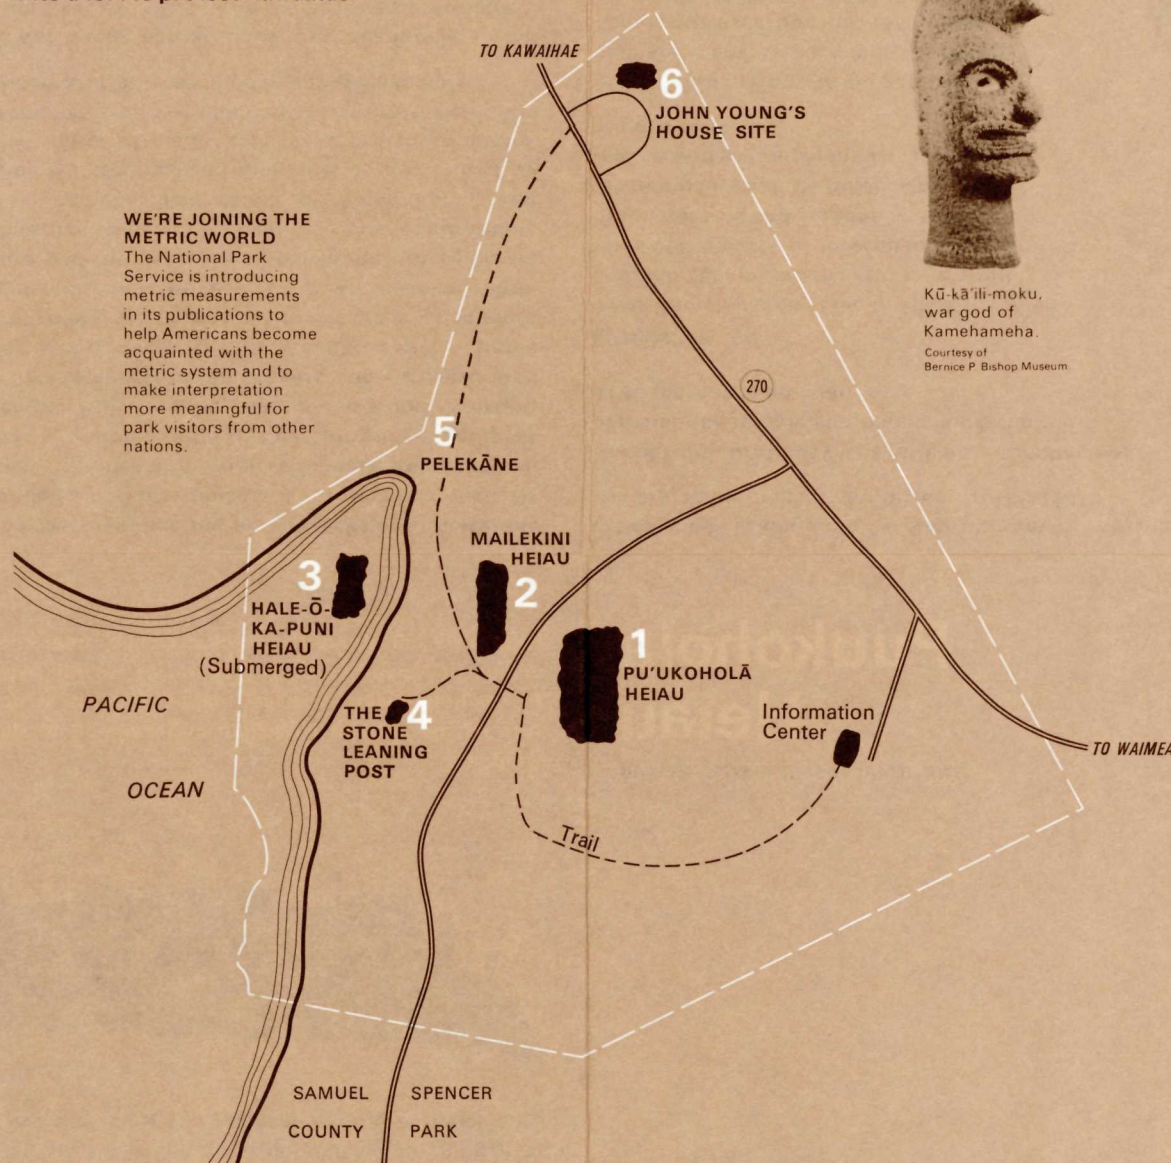 TO KAWAIHAE
6
JOHN YOUNG'S
HOUSE SITE
WE'RE JOINING THE
METRIC WORLD
The National Park
Service is introducing
metric measurements
in its publications to
help Americans become
acquainted with the
metric system and to
make interpretation
more meaningful for
park visitors from other
nations.
Kū-kā'ili-moku,
war god of
Kamehameha.
Courtesy of
Bernice P. Bishop Museum
270
5
PELEKĀNE
MAILEKINI
HEIAU
2
3
HALE-Ō-
KA-PUNI
HEIAU
(Submerged)
1
PU'UKOHOLĀ
HEIAU
PACIFIC
OCEAN
THE
STONE
LEANING
POST
4
Information
Center
TO WAIMEA
Trail
SAMUEL SPENCER
COUNTY PARK